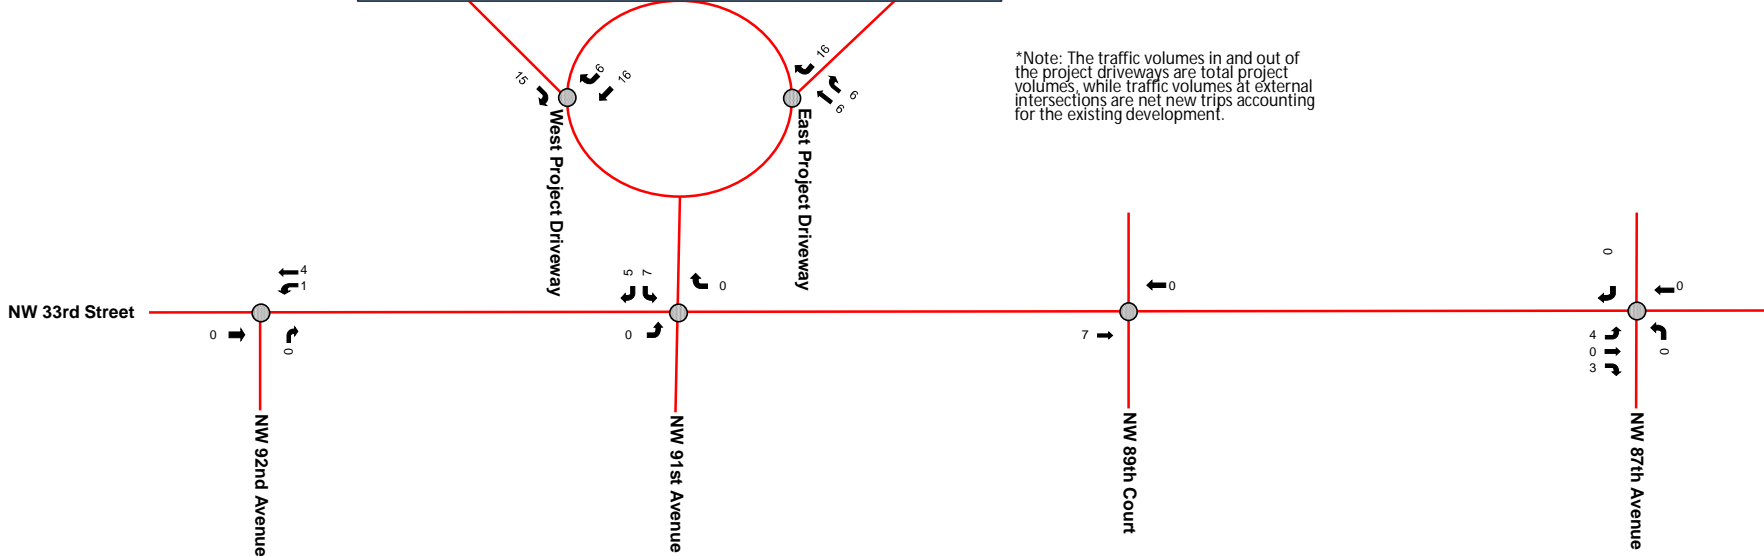 *Note: The traffic volumes in and out of
the project driveways are total project
volumes, while traffic volumes at external
intersections are net new trips accounting
for the existing development.
15
6
16
West Project Driveway
16
6
6
East Project Driveway
NW 33rd Street
4
1
0
0
NW 92nd Avenue
5
7
0
0
NW 91st Avenue
0
7
NW 89th Court
0
0
4
0
3
0
NW 87th Avenue